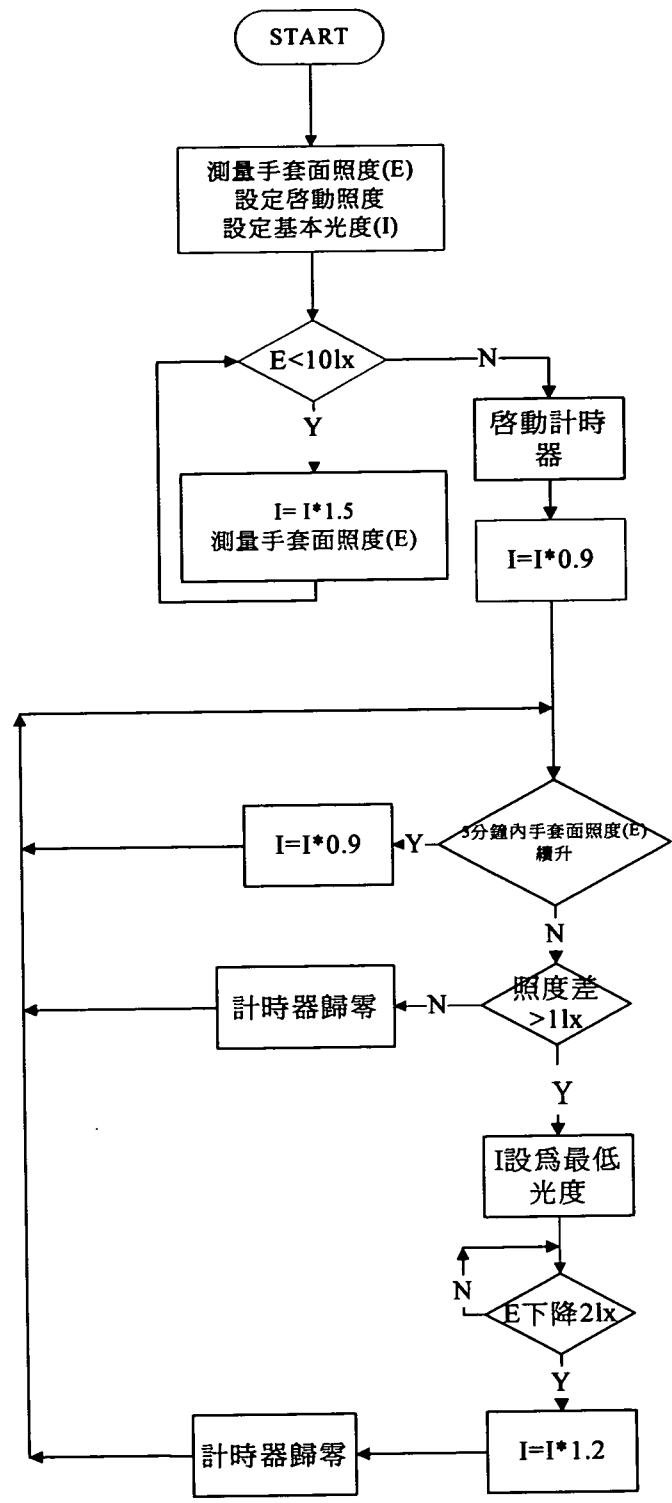 START
測量手套面照度(E)
設定啓動照度
設定基本光度(I)
E<10lx
N
Y
啓動計時
器
I= I*1.5
測量手套面照度(E)
I=I*0.9
分鐘內手套面照度(E)
續升
Y
I=I*0.9
N
照度差
>1lx
N
計時器歸零
Y
I設爲最低
光度
N
E下降2lx
Y
I=I*1.2
計時器歸零